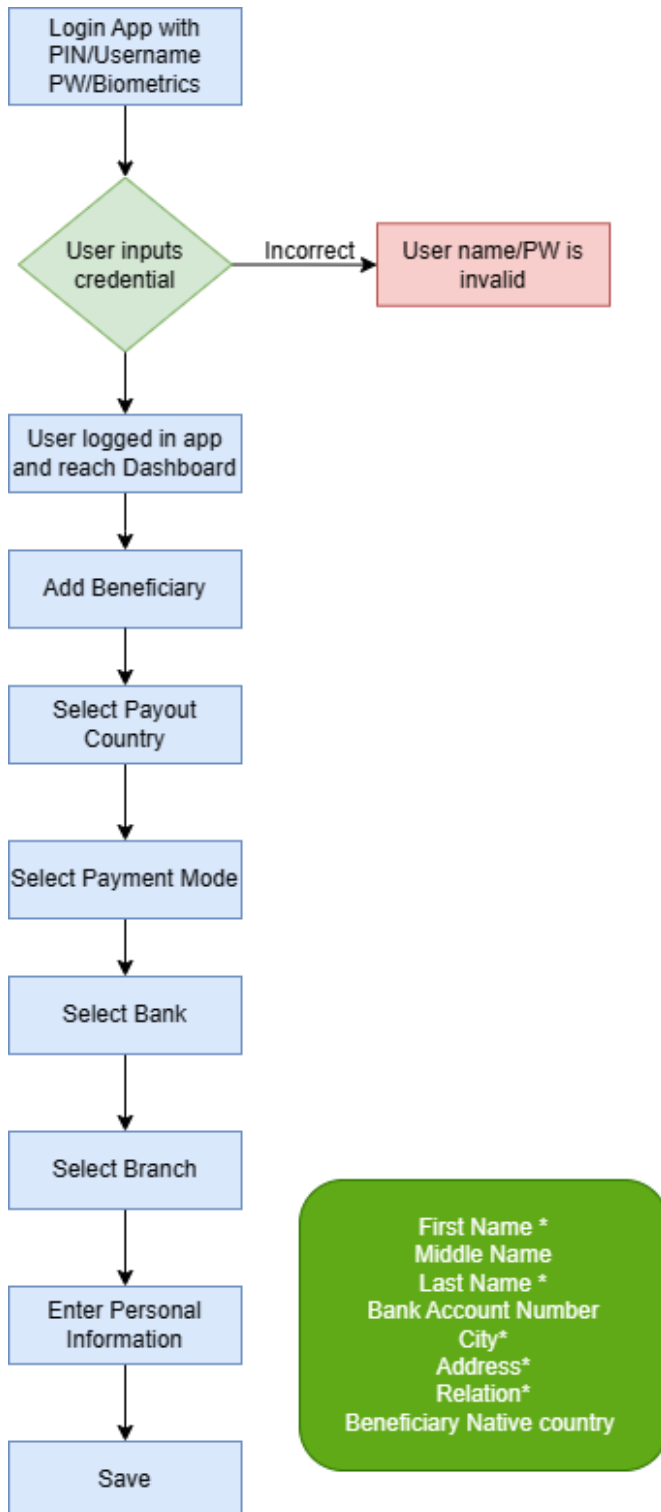 Login App with
PIN/Username
PW/Biometrics
User inputs
credential
Incorrect
User name/PW is
invalid
User logged in app
and reach Dashboard
Add Beneficiary
Select Payout
Country
Select Payment Mode
Select Bank
Select Branch
Enter Personal
Information
First Name *
Middle Name
Last Name *
Bank Account Number
City*
Address*
Relation*
Beneficiary Native country
Save